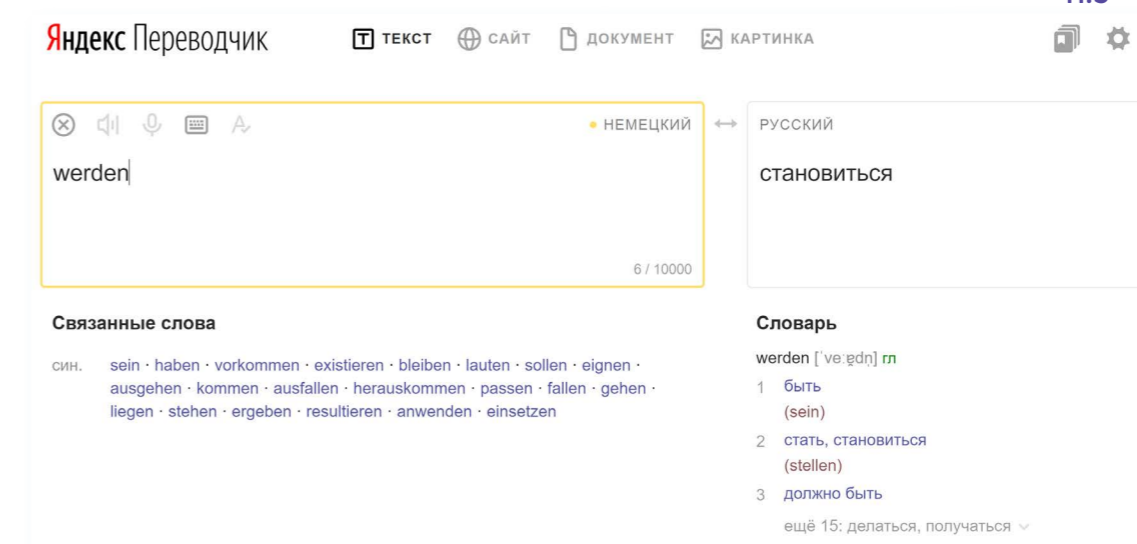 Яндекс Переводчик
ТЕКСТ САЙТ ДОКУМЕНТ КАРТИНКА
НЕМЕЦКИЙ
werden
6 / 10000
РУССКИЙ
становиться
Связанные слова
син. sein · haben · vorkommen · existieren · bleiben · lauten · sollen · eignen ·
ausgehen · kommen · ausfallen · herauskommen · passen · fallen · gehen ·
liegen · stehen · ergeben · resultieren · anwenden · einsetzen
Словарь
werden [ˈveːɐ̯dn̩] гл
1 быть
(sein)
2 стать, становиться
(stellen)
3 должно быть
ещё 15: делаться, получаться